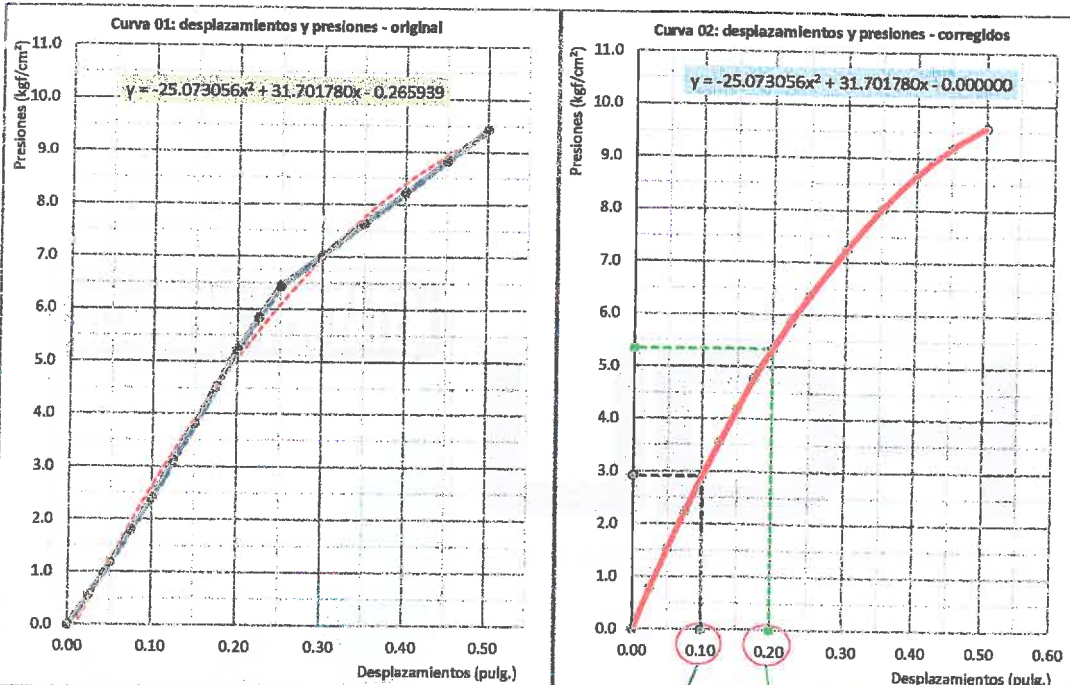 Curva 01: desplazamientos y presiones - original
Presiones (kgf/cm²)
y = -25.073056x² + 31.701780x - 0.265939
11.0
10.0
9.0
8.0
7.0
6.0
5.0
4.0
3.0
2.0
1.0
0.0
0.00 0.10 0.20 0.30 0.40 0.50
Desplazamientos (pulg.)
Curva 02: desplazamientos y presiones - corregidos
Presiones (kgf/cm²)
y = -25.073056x² + 31.701780x - 0.000000
11.0
10.0
9.0
8.0
7.0
6.0
5.0
4.0
3.0
2.0
1.0
0.0
0.00 0.10 0.20 0.30 0.40 0.50 0.60
Desplazamientos (pulg.)